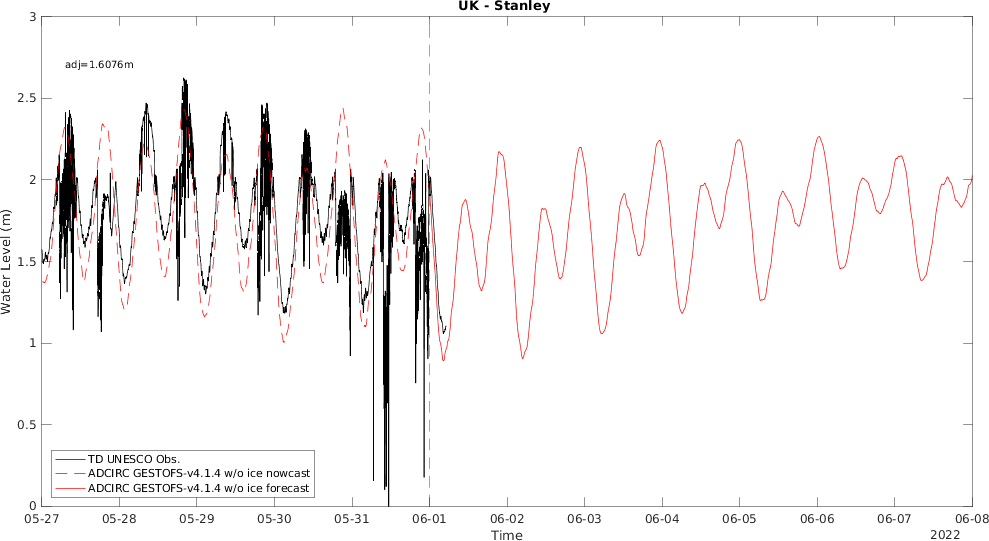 UK - Stanley
adj=1.6076m
3
2.5
2
1.5
1
0.5
0
Water Level (m)
TD UNESCO Obs.
ADCIRC GESTOFS-v4.1.4 w/o ice nowcast
ADCIRC GESTOFS-v4.1.4 w/o ice forecast
05-27 05-28 05-29 05-30 05-31 06-01 06-02 06-03 06-04 06-05 06-06 06-07 06-08
Time
2022